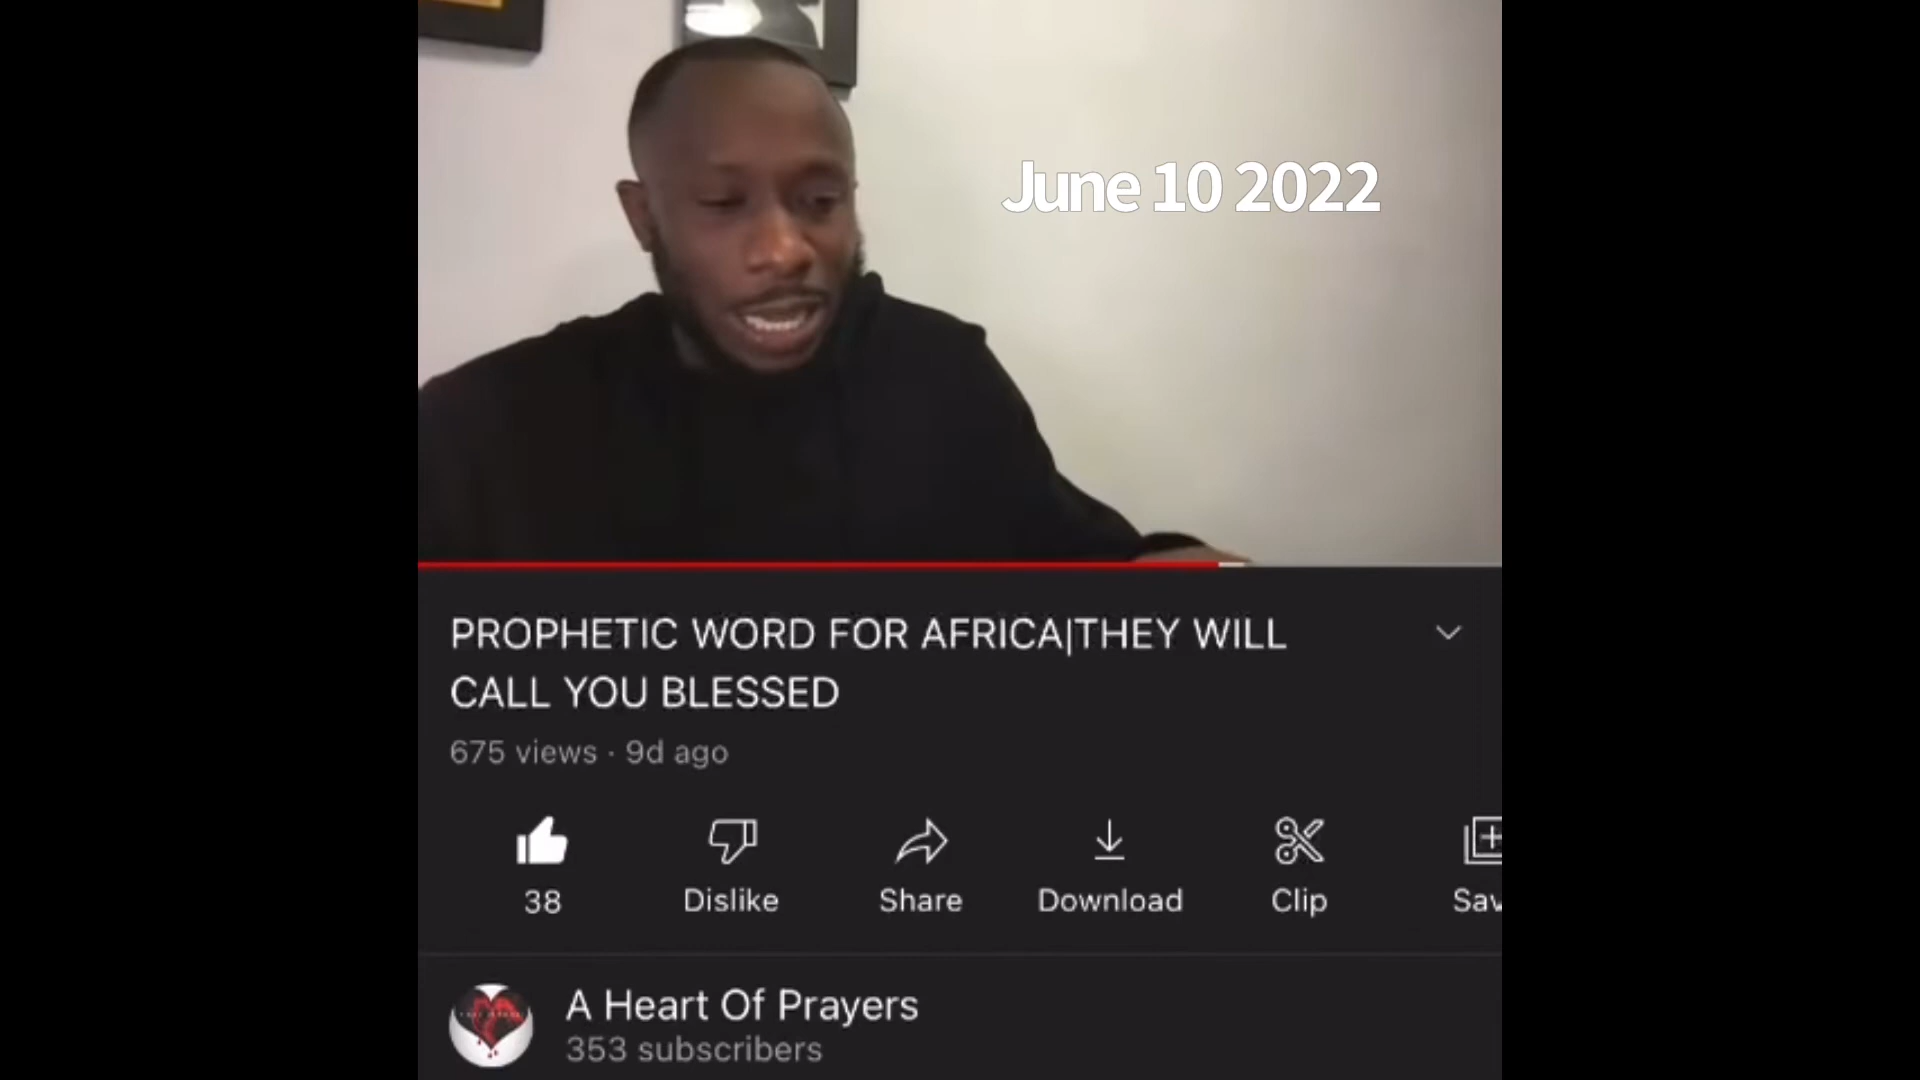 June 10 2022
PROPHETIC WORD FOR AFRICA|THEY WILL
CALL YOU BLESSED
675 views · 9d ago
38
Dislike
Share
Download
Clip
Sav
A Heart Of Prayers
353 subscribers